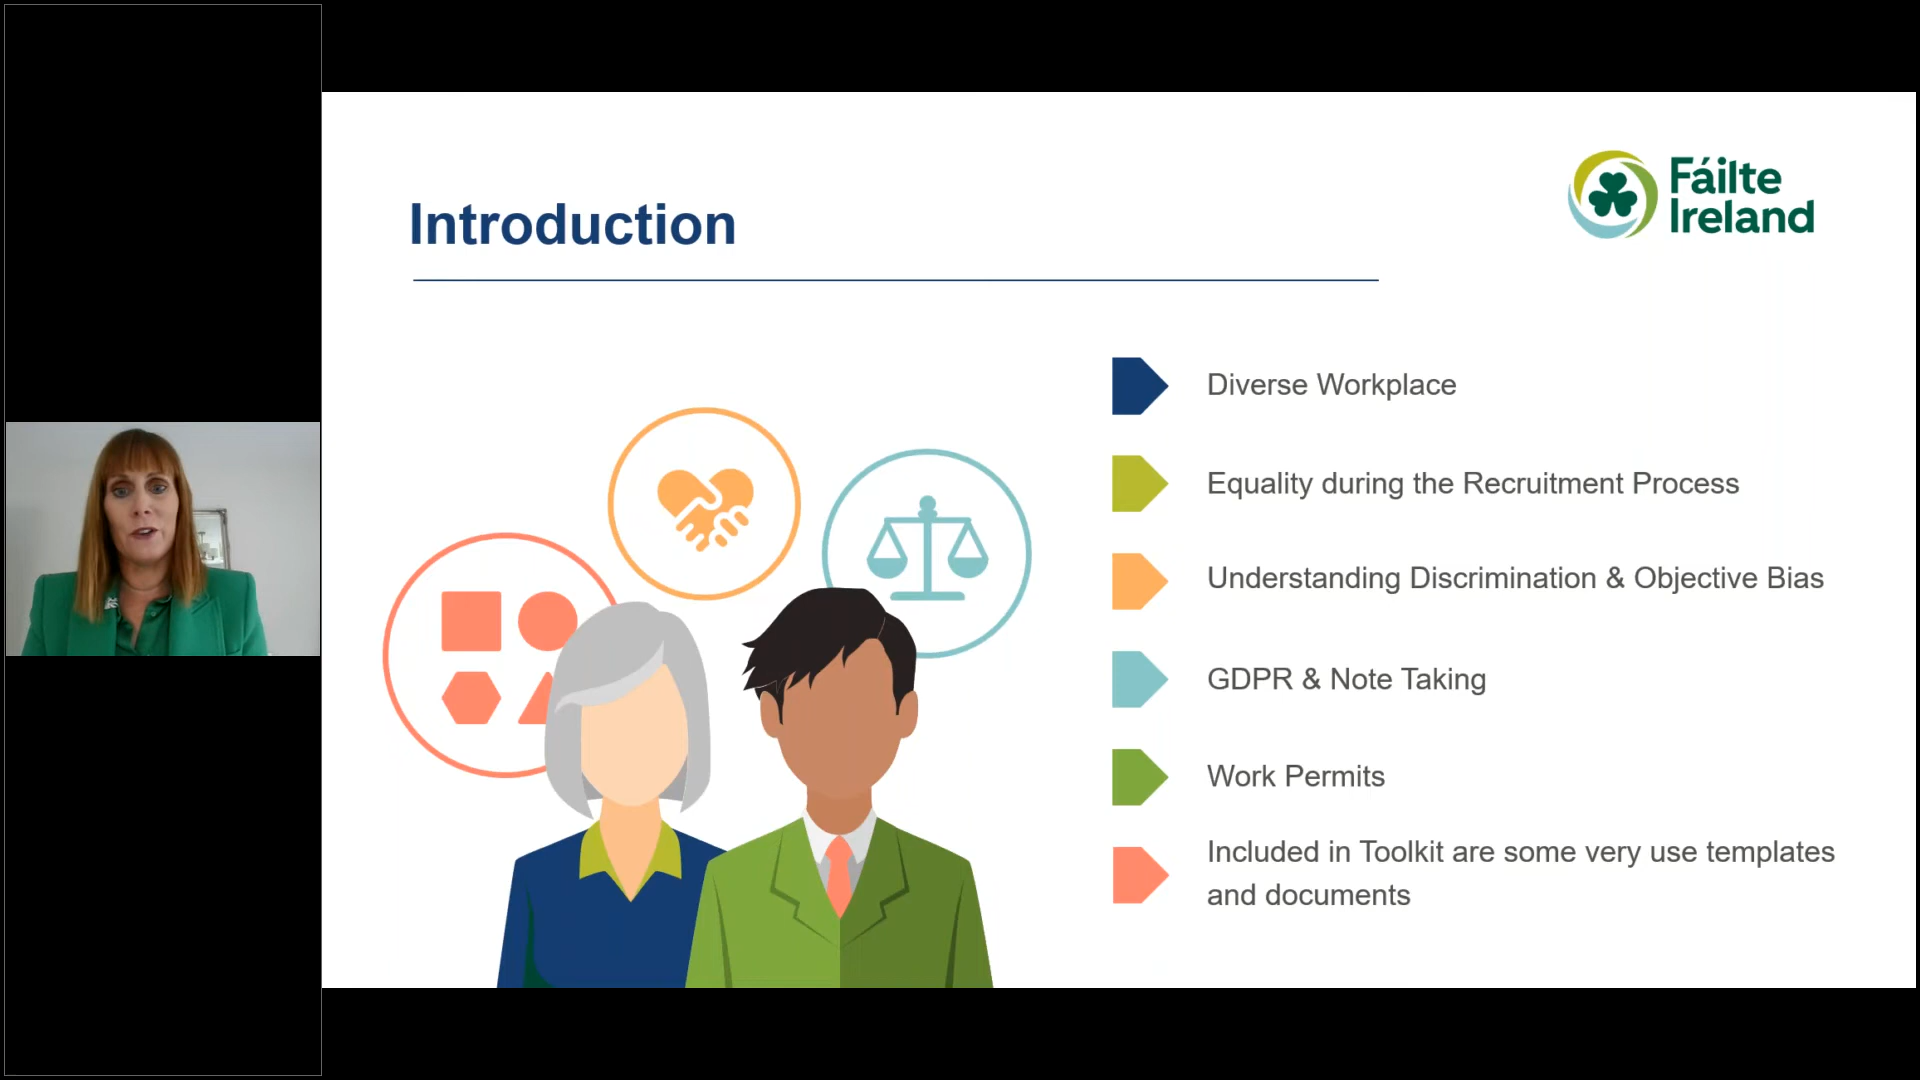 Introduction
Fáilte
Ireland
Diverse Workplace
Equality during the Recruitment Process
Understanding Discrimination & Objective Bias
GDPR & Note Taking
Work Permits
Included in Toolkit are some very use templates
and documents